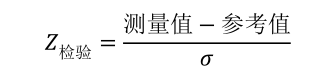 Z检验 = (测量值 − 参考值) / σ